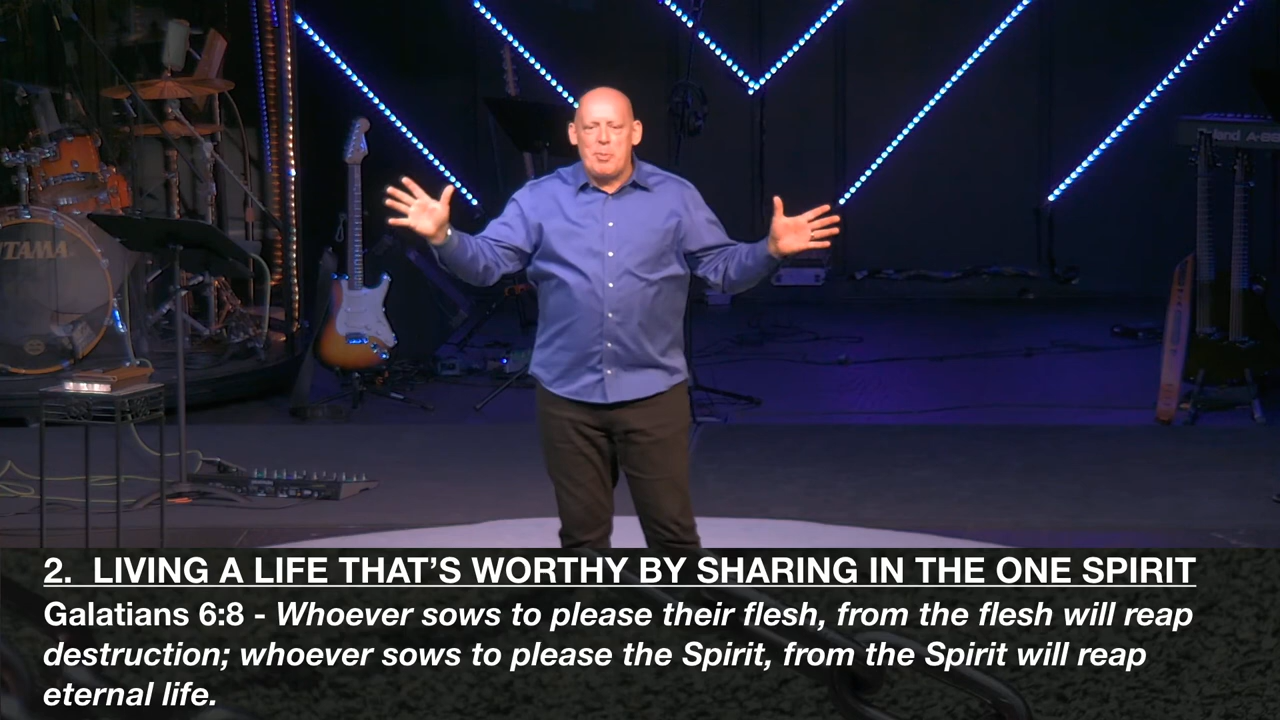 TAMA
land A-88
2. LIVING A LIFE THAT'S WORTHY BY SHARING IN THE ONE SPIRIT
Galatians 6:8 - Whoever sows to please their flesh, from the flesh will reap
destruction; whoever sows to please the Spirit, from the Spirit will reap
eternal life.